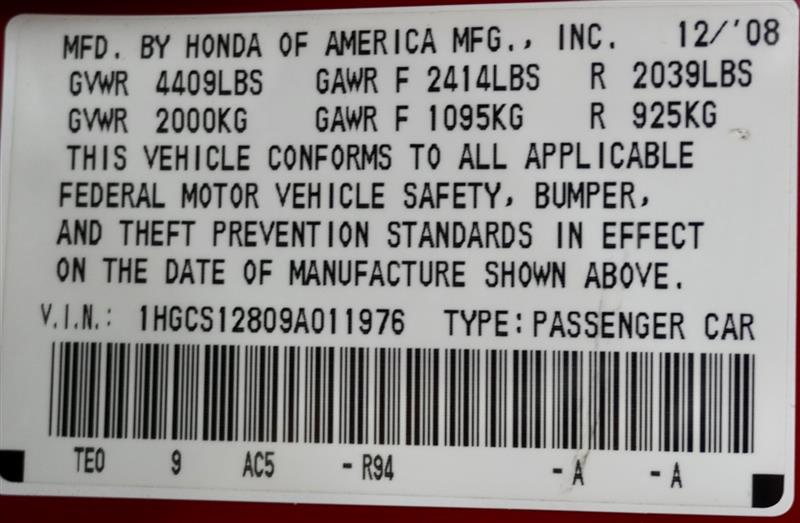 MFD. BY HONDA OF AMERICA MFG., INC. 12/'08
GVWR 4409LBS GAWR F 2414LBS R 2039LBS
GVWR 2000KG GAWR F 1095KG R 925KG
THIS VEHICLE CONFORMS TO ALL APPLICABLE
FEDERAL MOTOR VEHICLE SAFETY, BUMPER,
AND THEFT PREVENTION STANDARDS IN EFFECT
ON THE DATE OF MANUFACTURE SHOWN ABOVE.
V.I.N.: 1HGCS12809A011976 TYPE: PASSENGER CAR
TE0 9 AC5 - R94 - A - A